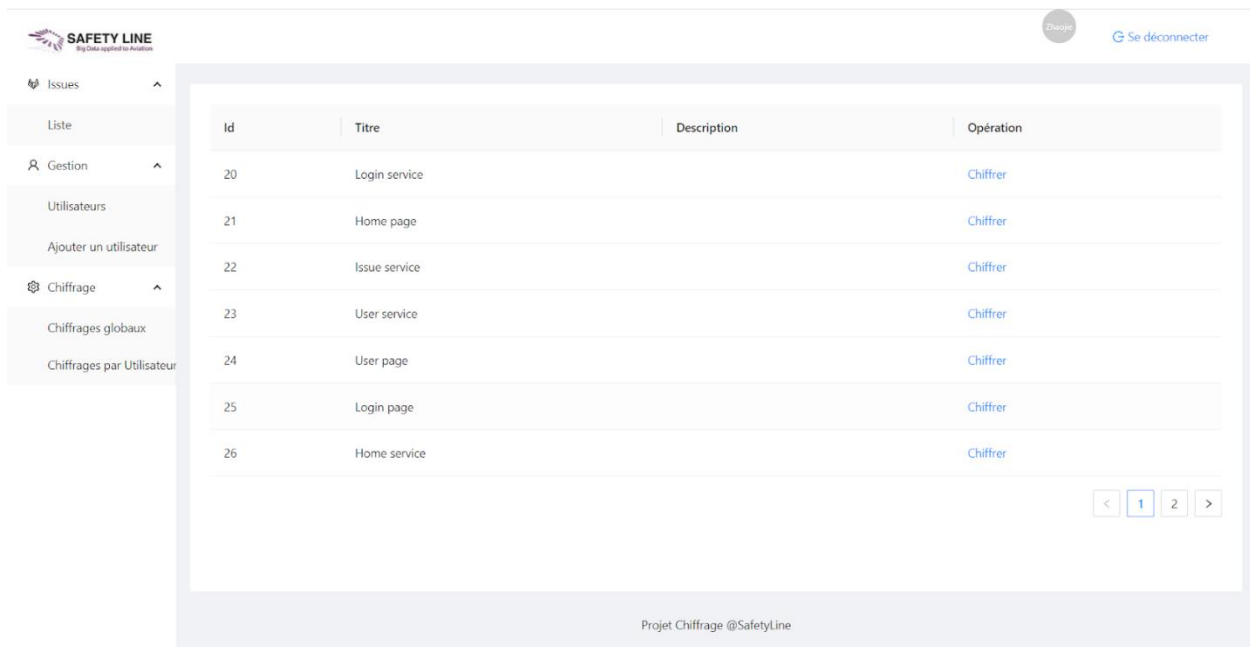 SAFETY LINE
Big Data applied to Aviation
Zhaojie
Se déconnecter
Issues
Liste
Gestion
Utilisateurs
Ajouter un utilisateur
Chiffrage
Chiffrages globaux
Chiffrages par Utilisateur
Id Titre Description Opération
20 Login service Chiffrer
21 Home page Chiffrer
22 Issue service Chiffrer
23 User service Chiffrer
24 User page Chiffrer
25 Login page Chiffrer
26 Home service Chiffrer
< 1 2 >
Projet Chiffrage @SafetyLine